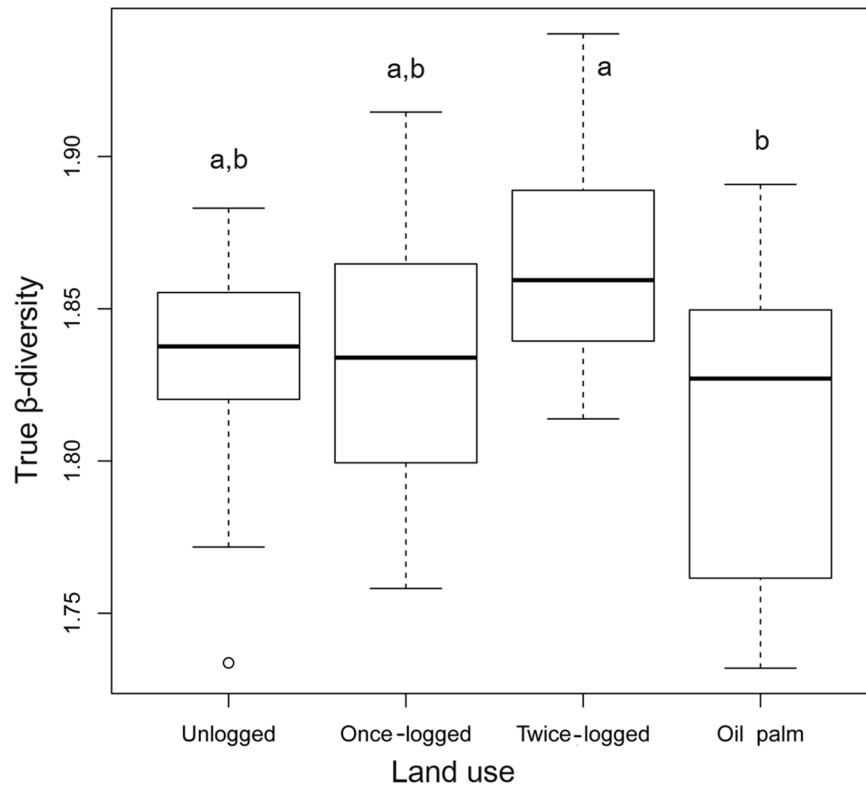 a
a,b
a,b
b
1.90
1.85
1.80
1.75
True β-diversity
Unlogged
Once-logged
Twice-logged
Oil palm
Land use